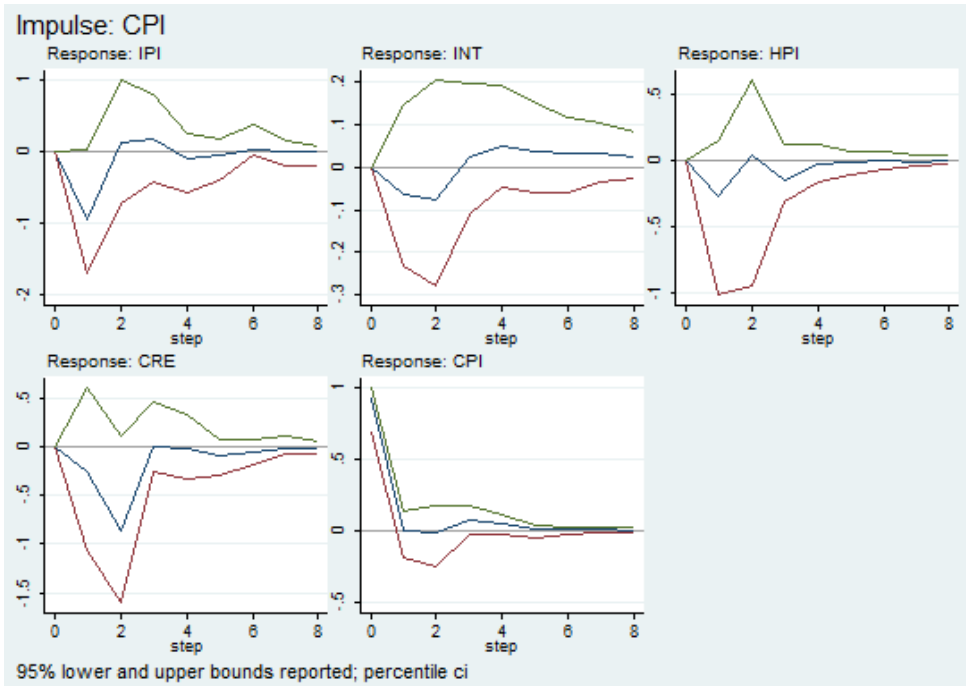 Impulse: CPI
Response: IPI
1
0
-1
-2
0 2 4 6 8
step
Response: INT
.2
.1
0
-.1
-.2
-.3
0 2 4 6 8
step
Response: HPI
.5
0
-.5
-1
0 2 4 6 8
step
Response: CRE
.5
0
-.5
-1
-1.5
0 2 4 6 8
step
Response: CPI
1
.5
0
-.5
0 2 4 6 8
step
95% lower and upper bounds reported; percentile ci